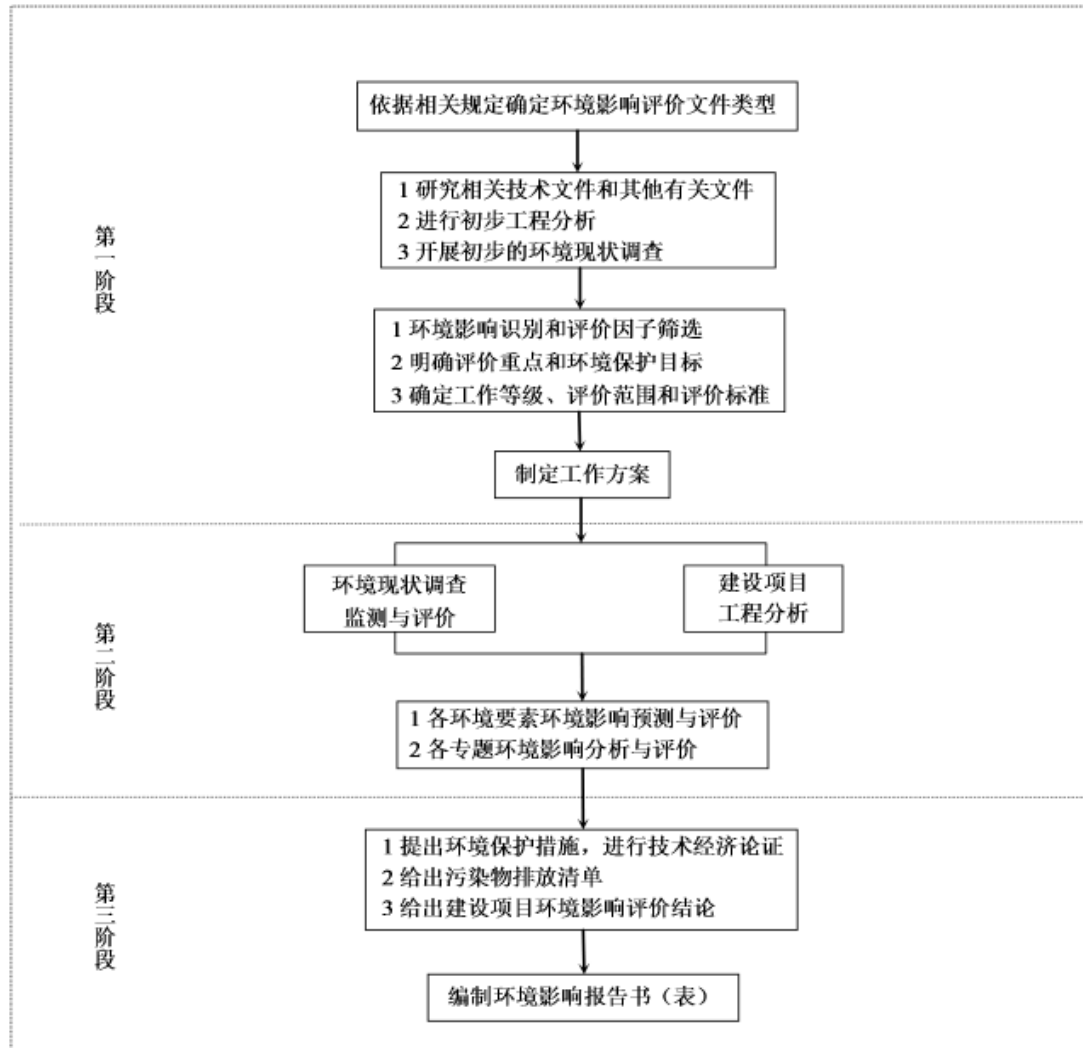 依据相关规定确定环境影响评价文件类型
1 研究相关技术文件和其他有关文件
2 进行初步工程分析
3 开展初步的环境现状调查
第一阶段
1 环境影响识别和评价因子筛选
2 明确评价重点和环境保护目标
3 确定工作等级、评价范围和评价标准
制定工作方案
环境现状调查
监测与评价
建设项目
工程分析
第二阶段
1 各环境要素环境影响预测与评价
2 各专题环境影响分析与评价
1 提出环境保护措施，进行技术经济论证
2 给出污染物排放清单
3 给出建设项目环境影响评价结论
第三阶段
编制环境影响报告书（表）